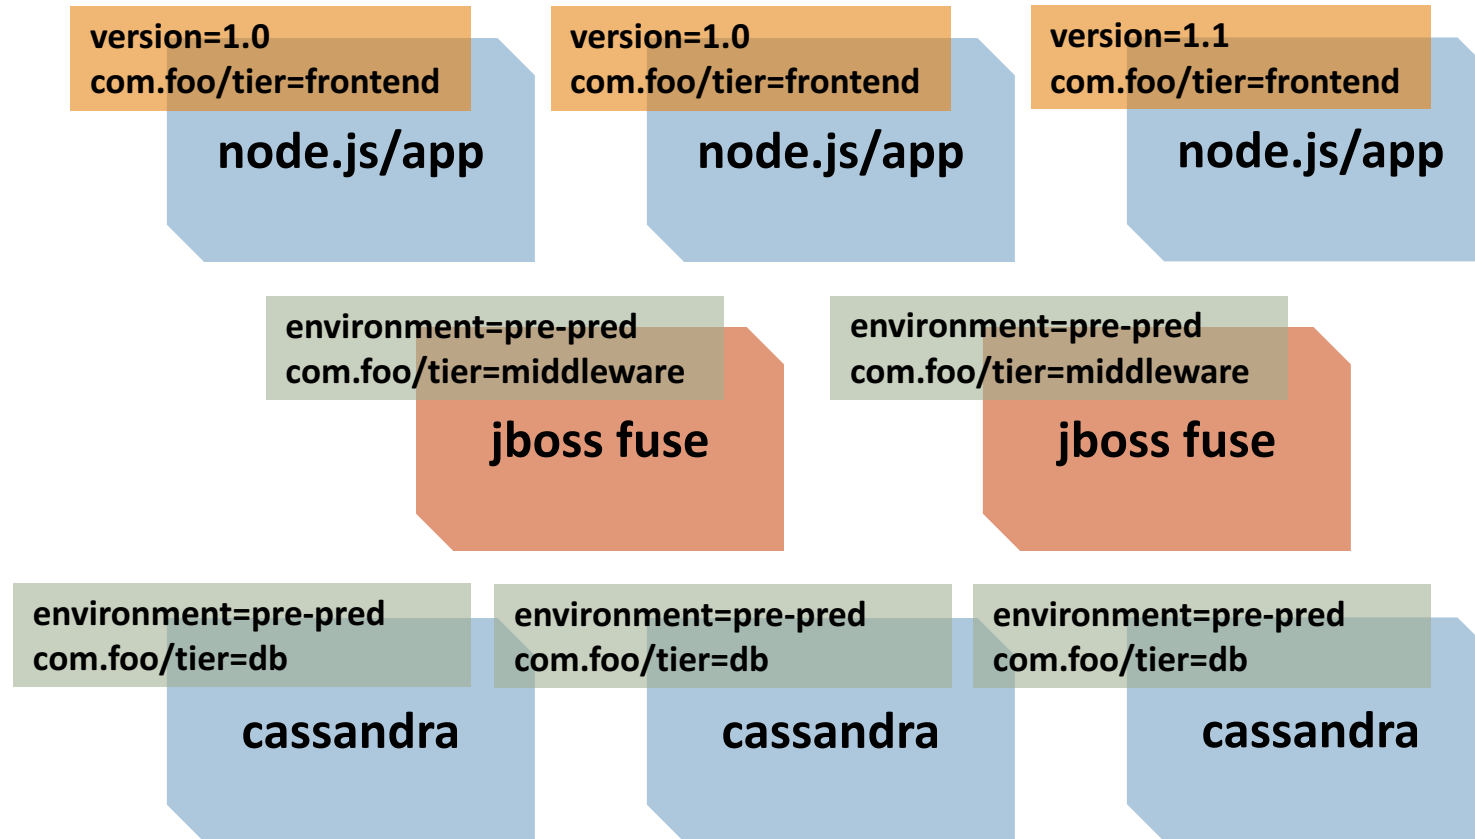 version=1.0
com.foo/tier=frontend
node.js/app
version=1.0
com.foo/tier=frontend
node.js/app
version=1.1
com.foo/tier=frontend
node.js/app
environment=pre-pred
com.foo/tier=middleware
jboss fuse
environment=pre-pred
com.foo/tier=middleware
jboss fuse
environment=pre-pred
com.foo/tier=db
cassandra
environment=pre-pred
com.foo/tier=db
cassandra
environment=pre-pred
com.foo/tier=db
cassandra